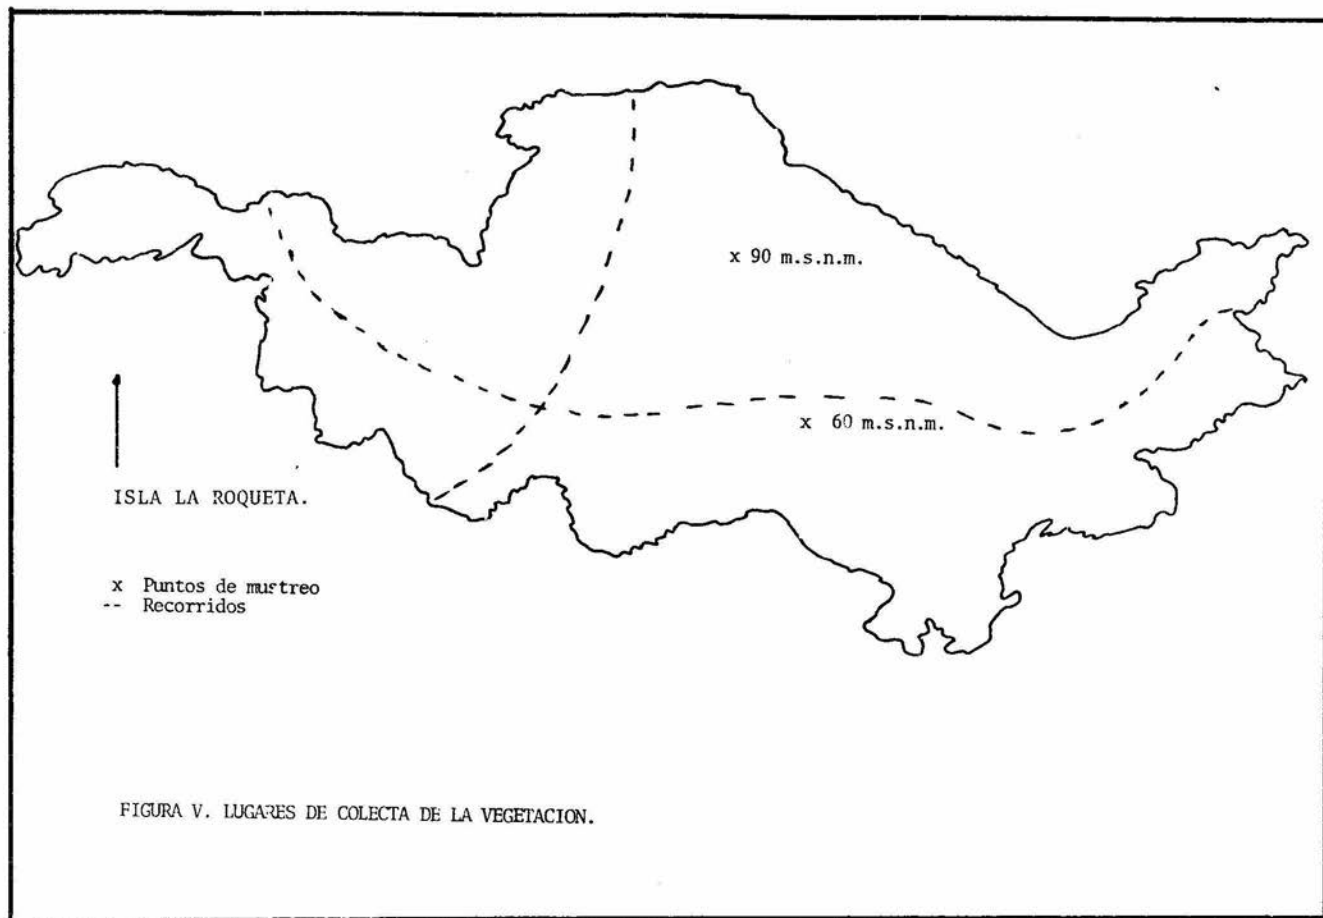 x 90 m.s.n.m.
x 60 m.s.n.m.
ISLA LA ROQUETA.
x Puntos de mustreo
-- Recorridos
FIGURA V. LUGARES DE COLECTA DE LA VEGETACION.